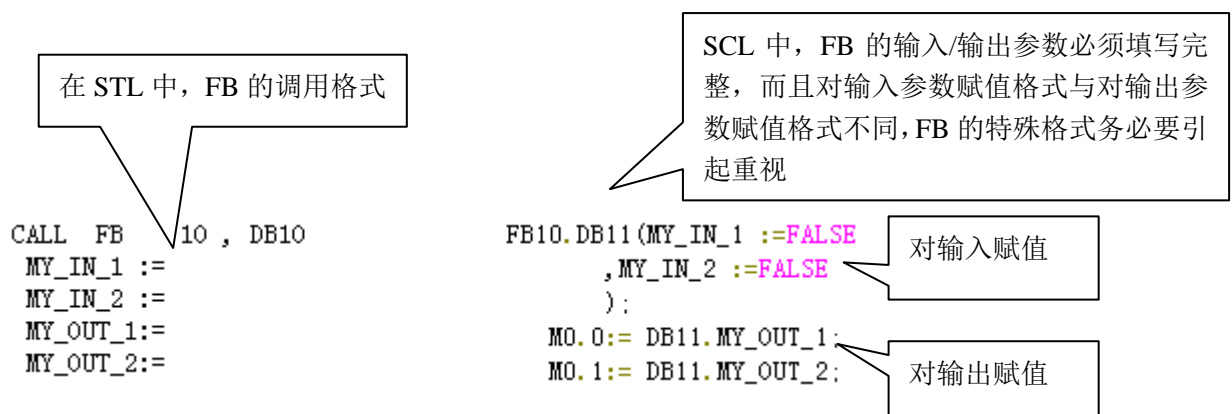 在 STL 中，FB 的调用格式
SCL 中，FB 的输入/输出参数必须填写完
整，而且对输入参数赋值格式与对输出参
数赋值格式不同，FB 的特殊格式务必要引
起重视
CALL FB 10 , DB10
MY_IN_1 :=
MY_IN_2 :=
MY_OUT_1:=
MY_OUT_2:=
FB10.DB11(MY_IN_1 :=FALSE
,MY_IN_2 :=FALSE
);
M0.0:= DB11.MY_OUT_1;
M0.1:= DB11.MY_OUT_2;
对输入赋值
对输出赋值